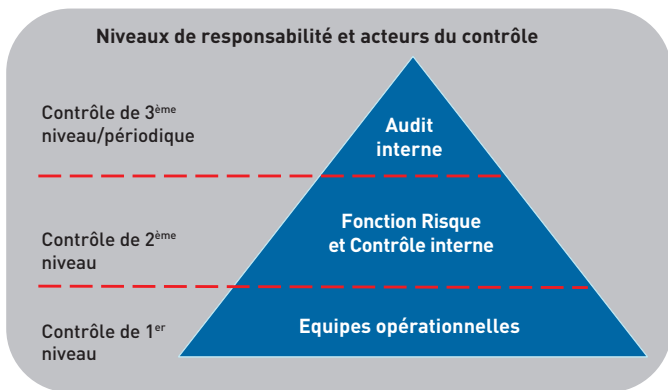 Niveaux de responsabilité et acteurs du contrôle
Contrôle de 3ème
niveau/périodique
Audit
interne
Contrôle de 2ème
niveau
Fonction Risque
et Contrôle interne
Contrôle de 1er
niveau
Equipes opérationnelles